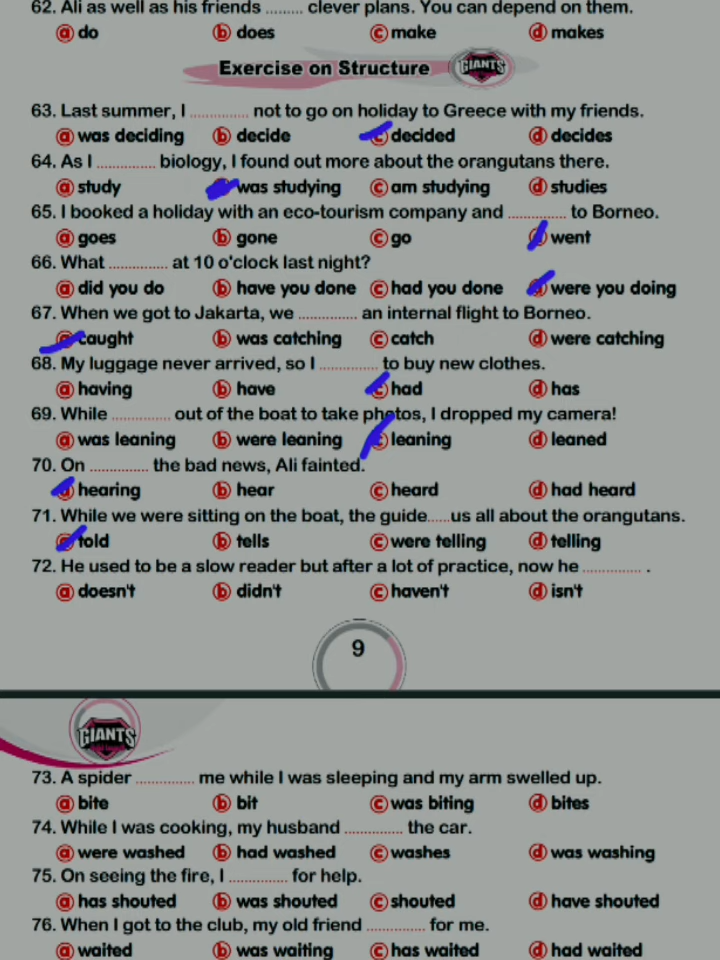 62. Ali as well as his friends ......... clever plans. You can depend on them.
a do b does c make d makes
Exercise on Structure GIANTS
63. Last summer, I .............. not to go on holiday to Greece with my friends.
a was deciding b decide c decided d decides
64. As I .............. biology, I found out more about the orangutans there.
a study was studying c am studying d studies
65. I booked a holiday with an eco-tourism company and .............. to Borneo.
a goes b gone c go d went
66. What .............. at 10 o'clock last night?
a did you do b have you done c had you done d were you doing
67. When we got to Jakarta, we .............. an internal flight to Borneo.
a caught b was catching c catch d were catching
68. My luggage never arrived, so I .............. to buy new clothes.
a having b have c had d has
69. While .............. out of the boat to take photos, I dropped my camera!
a was leaning b were leaning c leaning d leaned
70. On .............. the bad news, Ali fainted.
a hearing b hear c heard d had heard
71. While we were sitting on the boat, the guide.....us all about the orangutans.
a told b tells c were telling d telling
72. He used to be a slow reader but after a lot of practice, now he .............. .
a doesn't b didn't c haven't d isn't
9
GIANTS
73. A spider .............. me while I was sleeping and my arm swelled up.
a bite b bit c was biting d bites
74. While I was cooking, my husband .............. the car.
a were washed b had washed c washes d was washing
75. On seeing the fire, I .............. for help.
a has shouted b was shouted c shouted d have shouted
76. When I got to the club, my old friend .............. for me.
a waited b was waiting c has waited d had waited